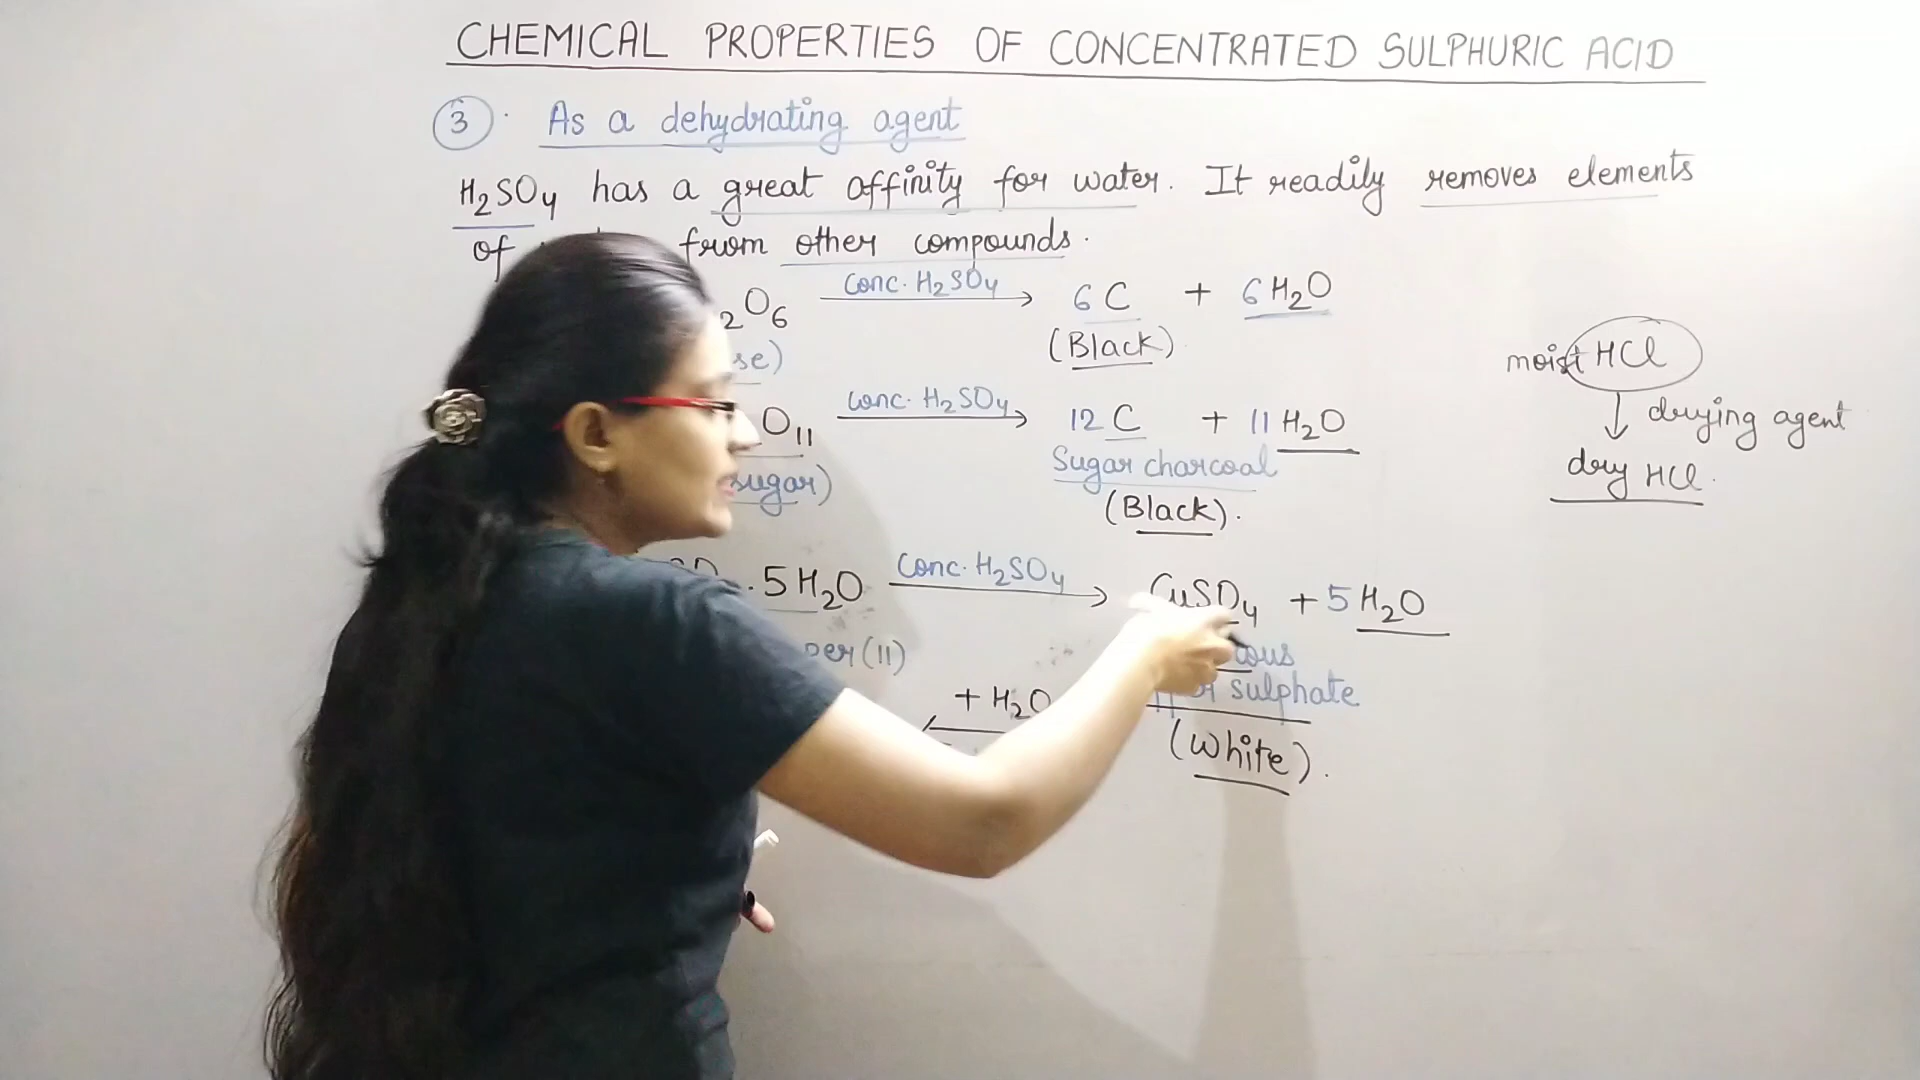 CHEMICAL PROPERTIES OF CONCENTRATED SULPHURIC ACID
3. As a dehydrating agent
H₂SO₄ has a great affinity for water. It readily removes elements
of from other compounds.
₂O₆ Conc. H₂SO₄ → 6C + 6H₂O
(Black)
O₁₁ conc. H₂SO₄ → 12C + 11H₂O
sugar) Sugar charcoal
(Black).
.5H₂O Conc. H₂SO₄ → CuSO₄ + 5H₂O
(II)
sulphate
+ H₂O
(White).
moist HCl
↓ drying agent
dry HCl.